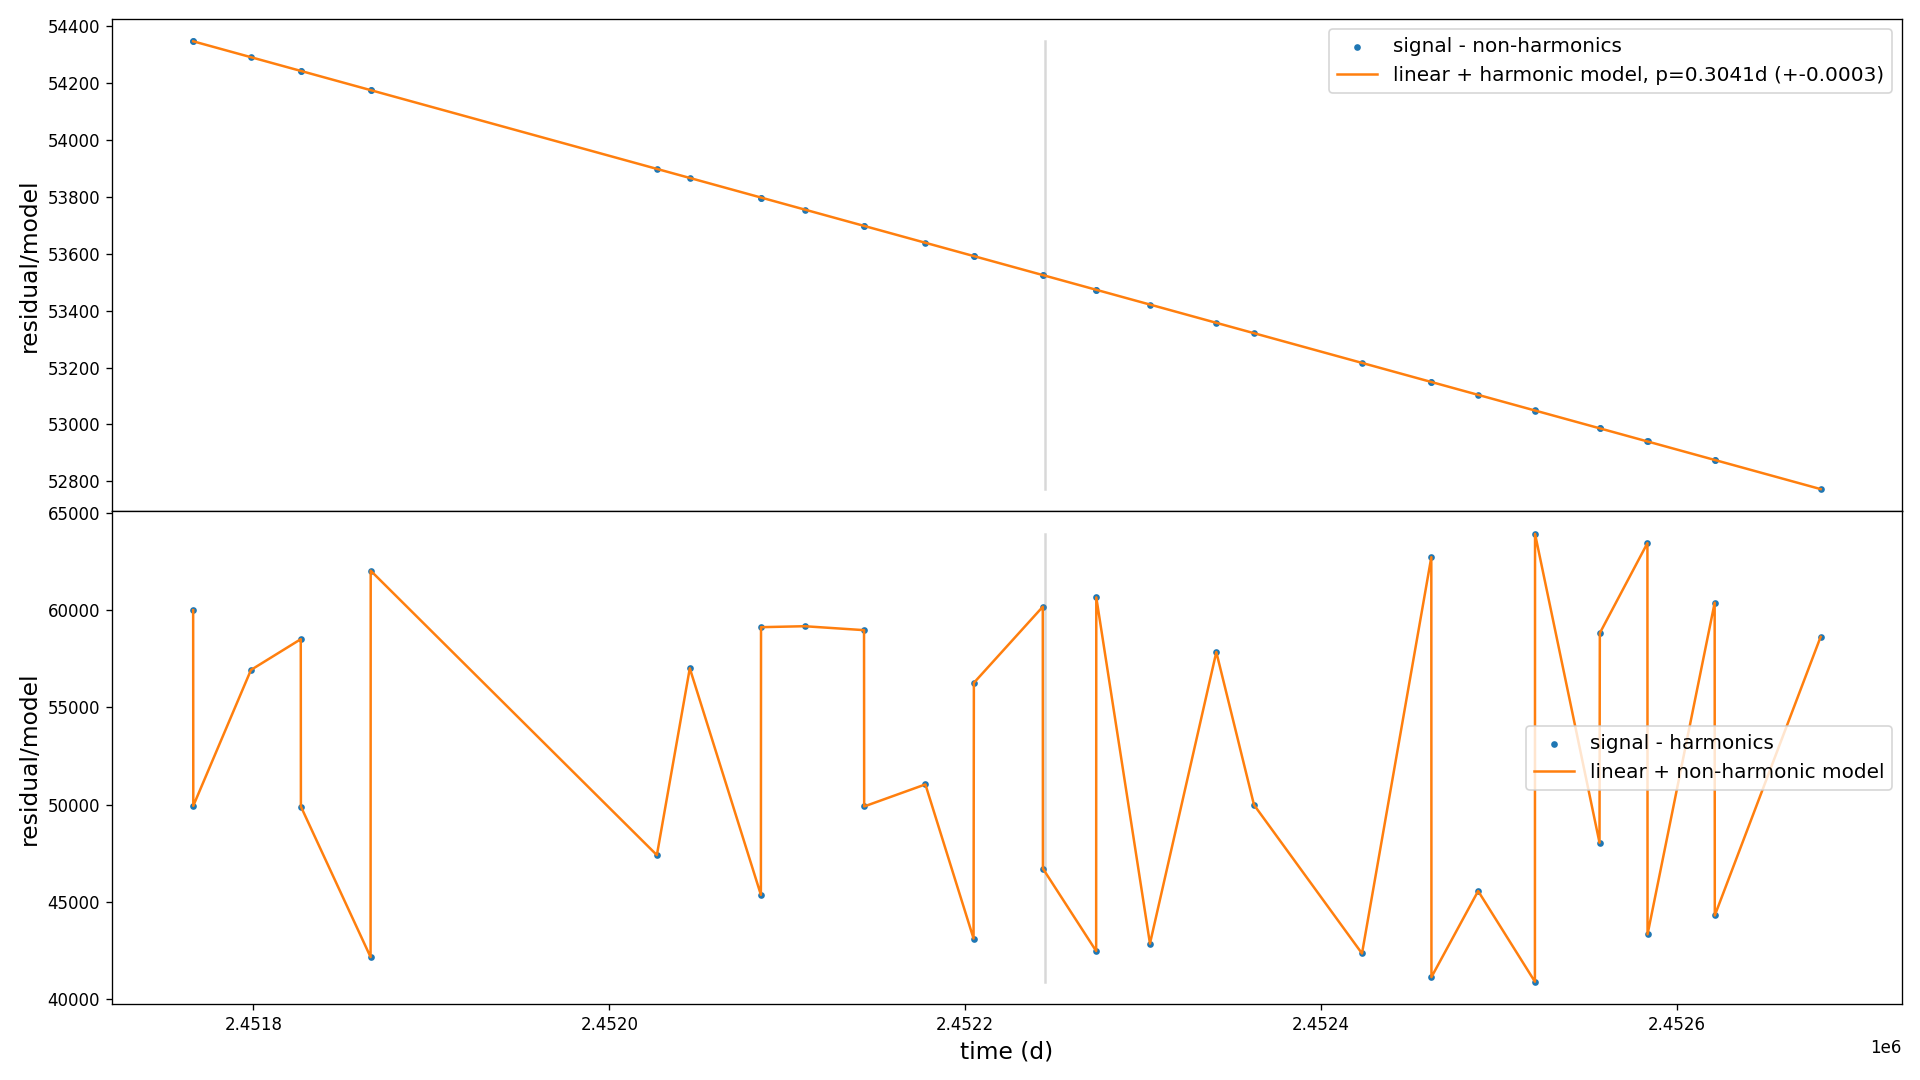 54400
54200
54000
53800
53600
53400
53200
53000
52800
residual/model
signal - non-harmonics
linear + harmonic model, p=0.3041d (+-0.0003)
65000
60000
55000
50000
45000
40000
residual/model
signal - harmonics
linear + non-harmonic model
2.4518 2.4520 2.4522 2.4524 2.4526
1e6
time (d)